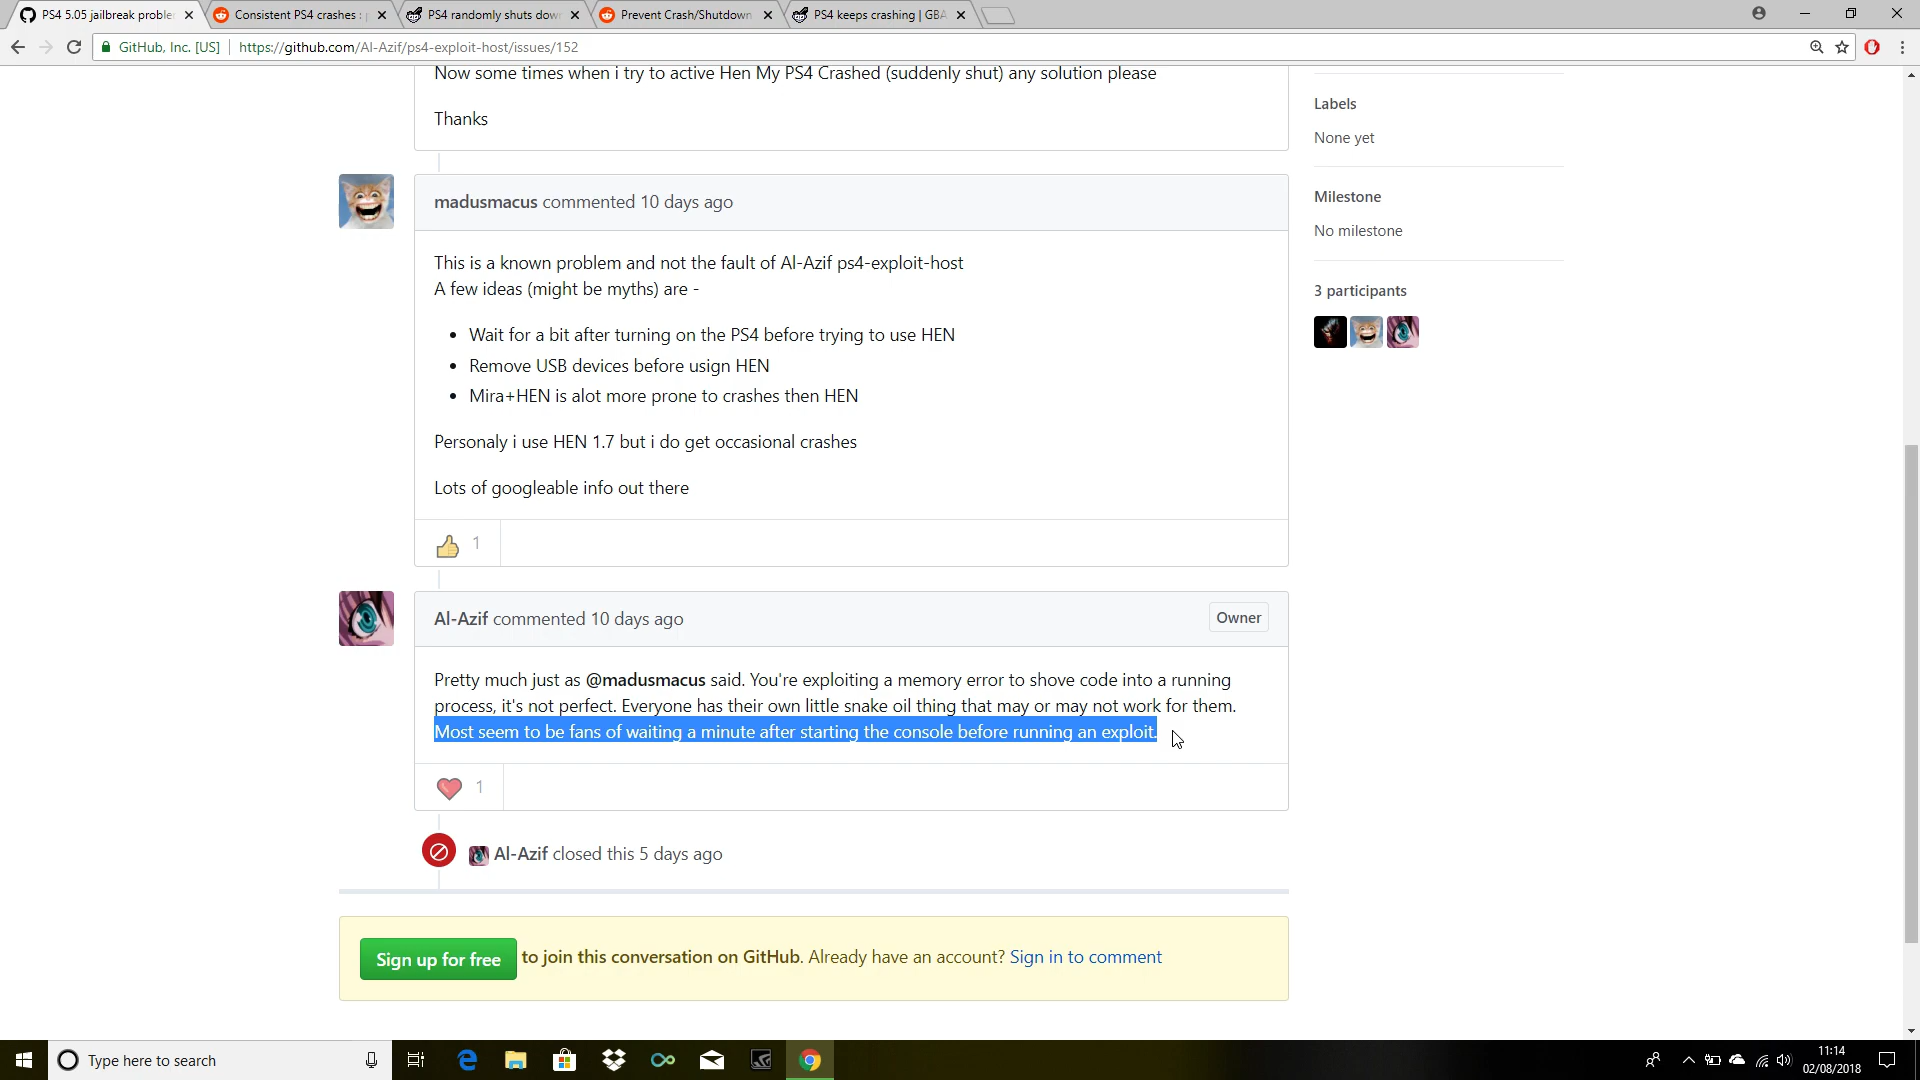 PS4 5.05 jailbreak proble
Consistent PS4 crashes :
PS4 randomly shuts dow
Prevent Crash/Shutdown
PS4 keeps crashing | GBA
GitHub, Inc. [US]
https://github.com/Al-Azif/ps4-exploit-host/issues/152
Now some times when i try to active Hen My PS4 Crashed (suddenly shut) any solution please
Thanks
Labels
None yet
Milestone
No milestone
3 participants
madusmacus commented 10 days ago
This is a known problem and not the fault of Al-Azif ps4-exploit-host
A few ideas (might be myths) are -
• Wait for a bit after turning on the PS4 before trying to use HEN
• Remove USB devices before usign HEN
• Mira+HEN is alot more prone to crashes then HEN
Personaly i use HEN 1.7 but i do get occasional crashes
Lots of googleable info out there
1
Al-Azif commented 10 days ago
Owner
Pretty much just as @madusmacus said. You're exploiting a memory error to shove code into a running
process, it's not perfect. Everyone has their own little snake oil thing that may or may not work for them.
Most seem to be fans of waiting a minute after starting the console before running an exploit.
1
Al-Azif closed this 5 days ago
Sign up for free to join this conversation on GitHub. Already have an account? Sign in to comment
Type here to search
11:14
02/08/2018